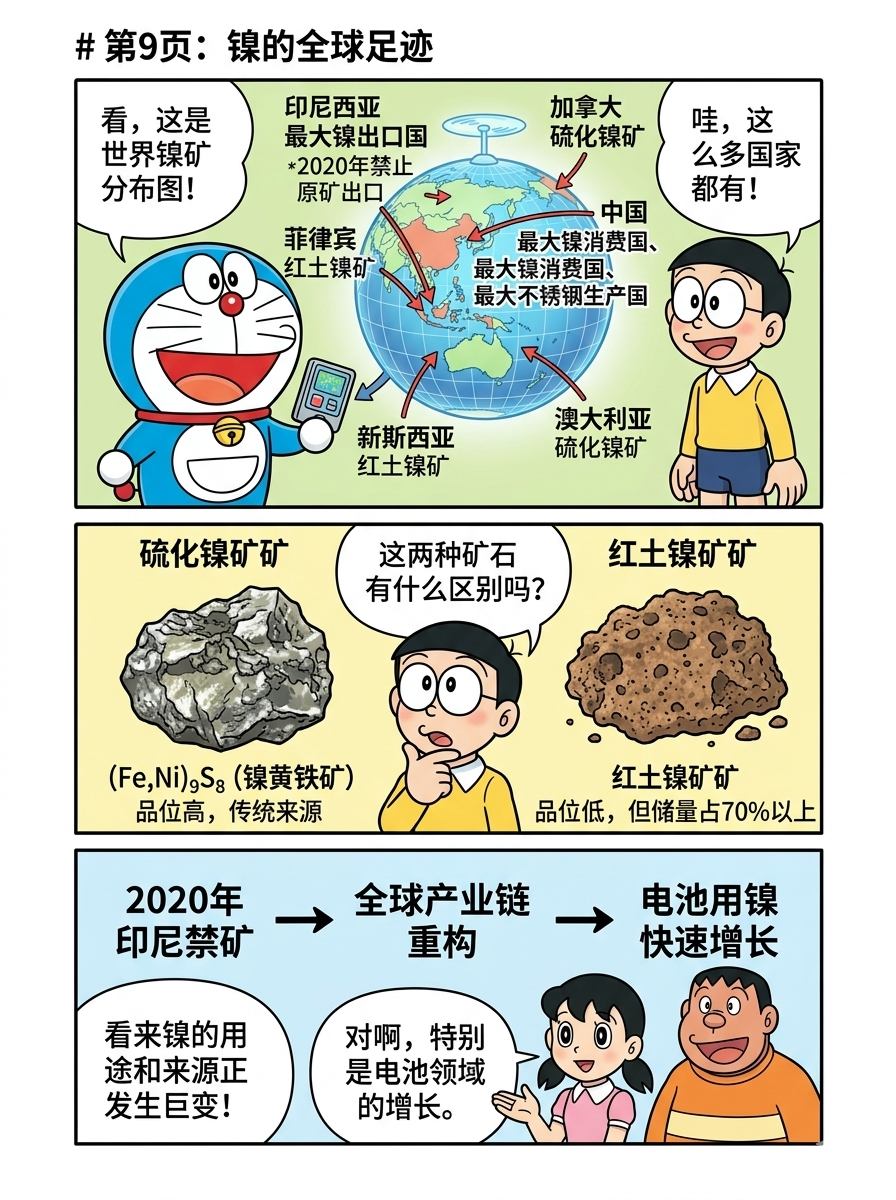 # 第9页：镍的全球足迹
看，这是
世界镍矿
分布图！
印尼西亚
最大镍出口国
*2020年禁止
原矿出口
加拿大
硫化镍矿
哇，这
么多国家
都有！
菲律宾
红土镍矿
中国
最大镍消费国、
最大镍消费国、
最大不锈钢生产国
新斯西亚
红土镍矿
澳大利亚
硫化镍矿
硫化镍矿矿
这两种矿石
有什么区别吗？
红土镍矿矿
(Fe,Ni)₉S₈ (镍黄铁矿)
品位高，传统来源
红土镍矿矿
品位低，但储量占70%以上
2020年
印尼禁矿
→
全球产业链
重构
→
电池用镍
快速增长
看来镍的用
途和来源正
发生巨变！
对啊，特别
是电池领域
的增长。